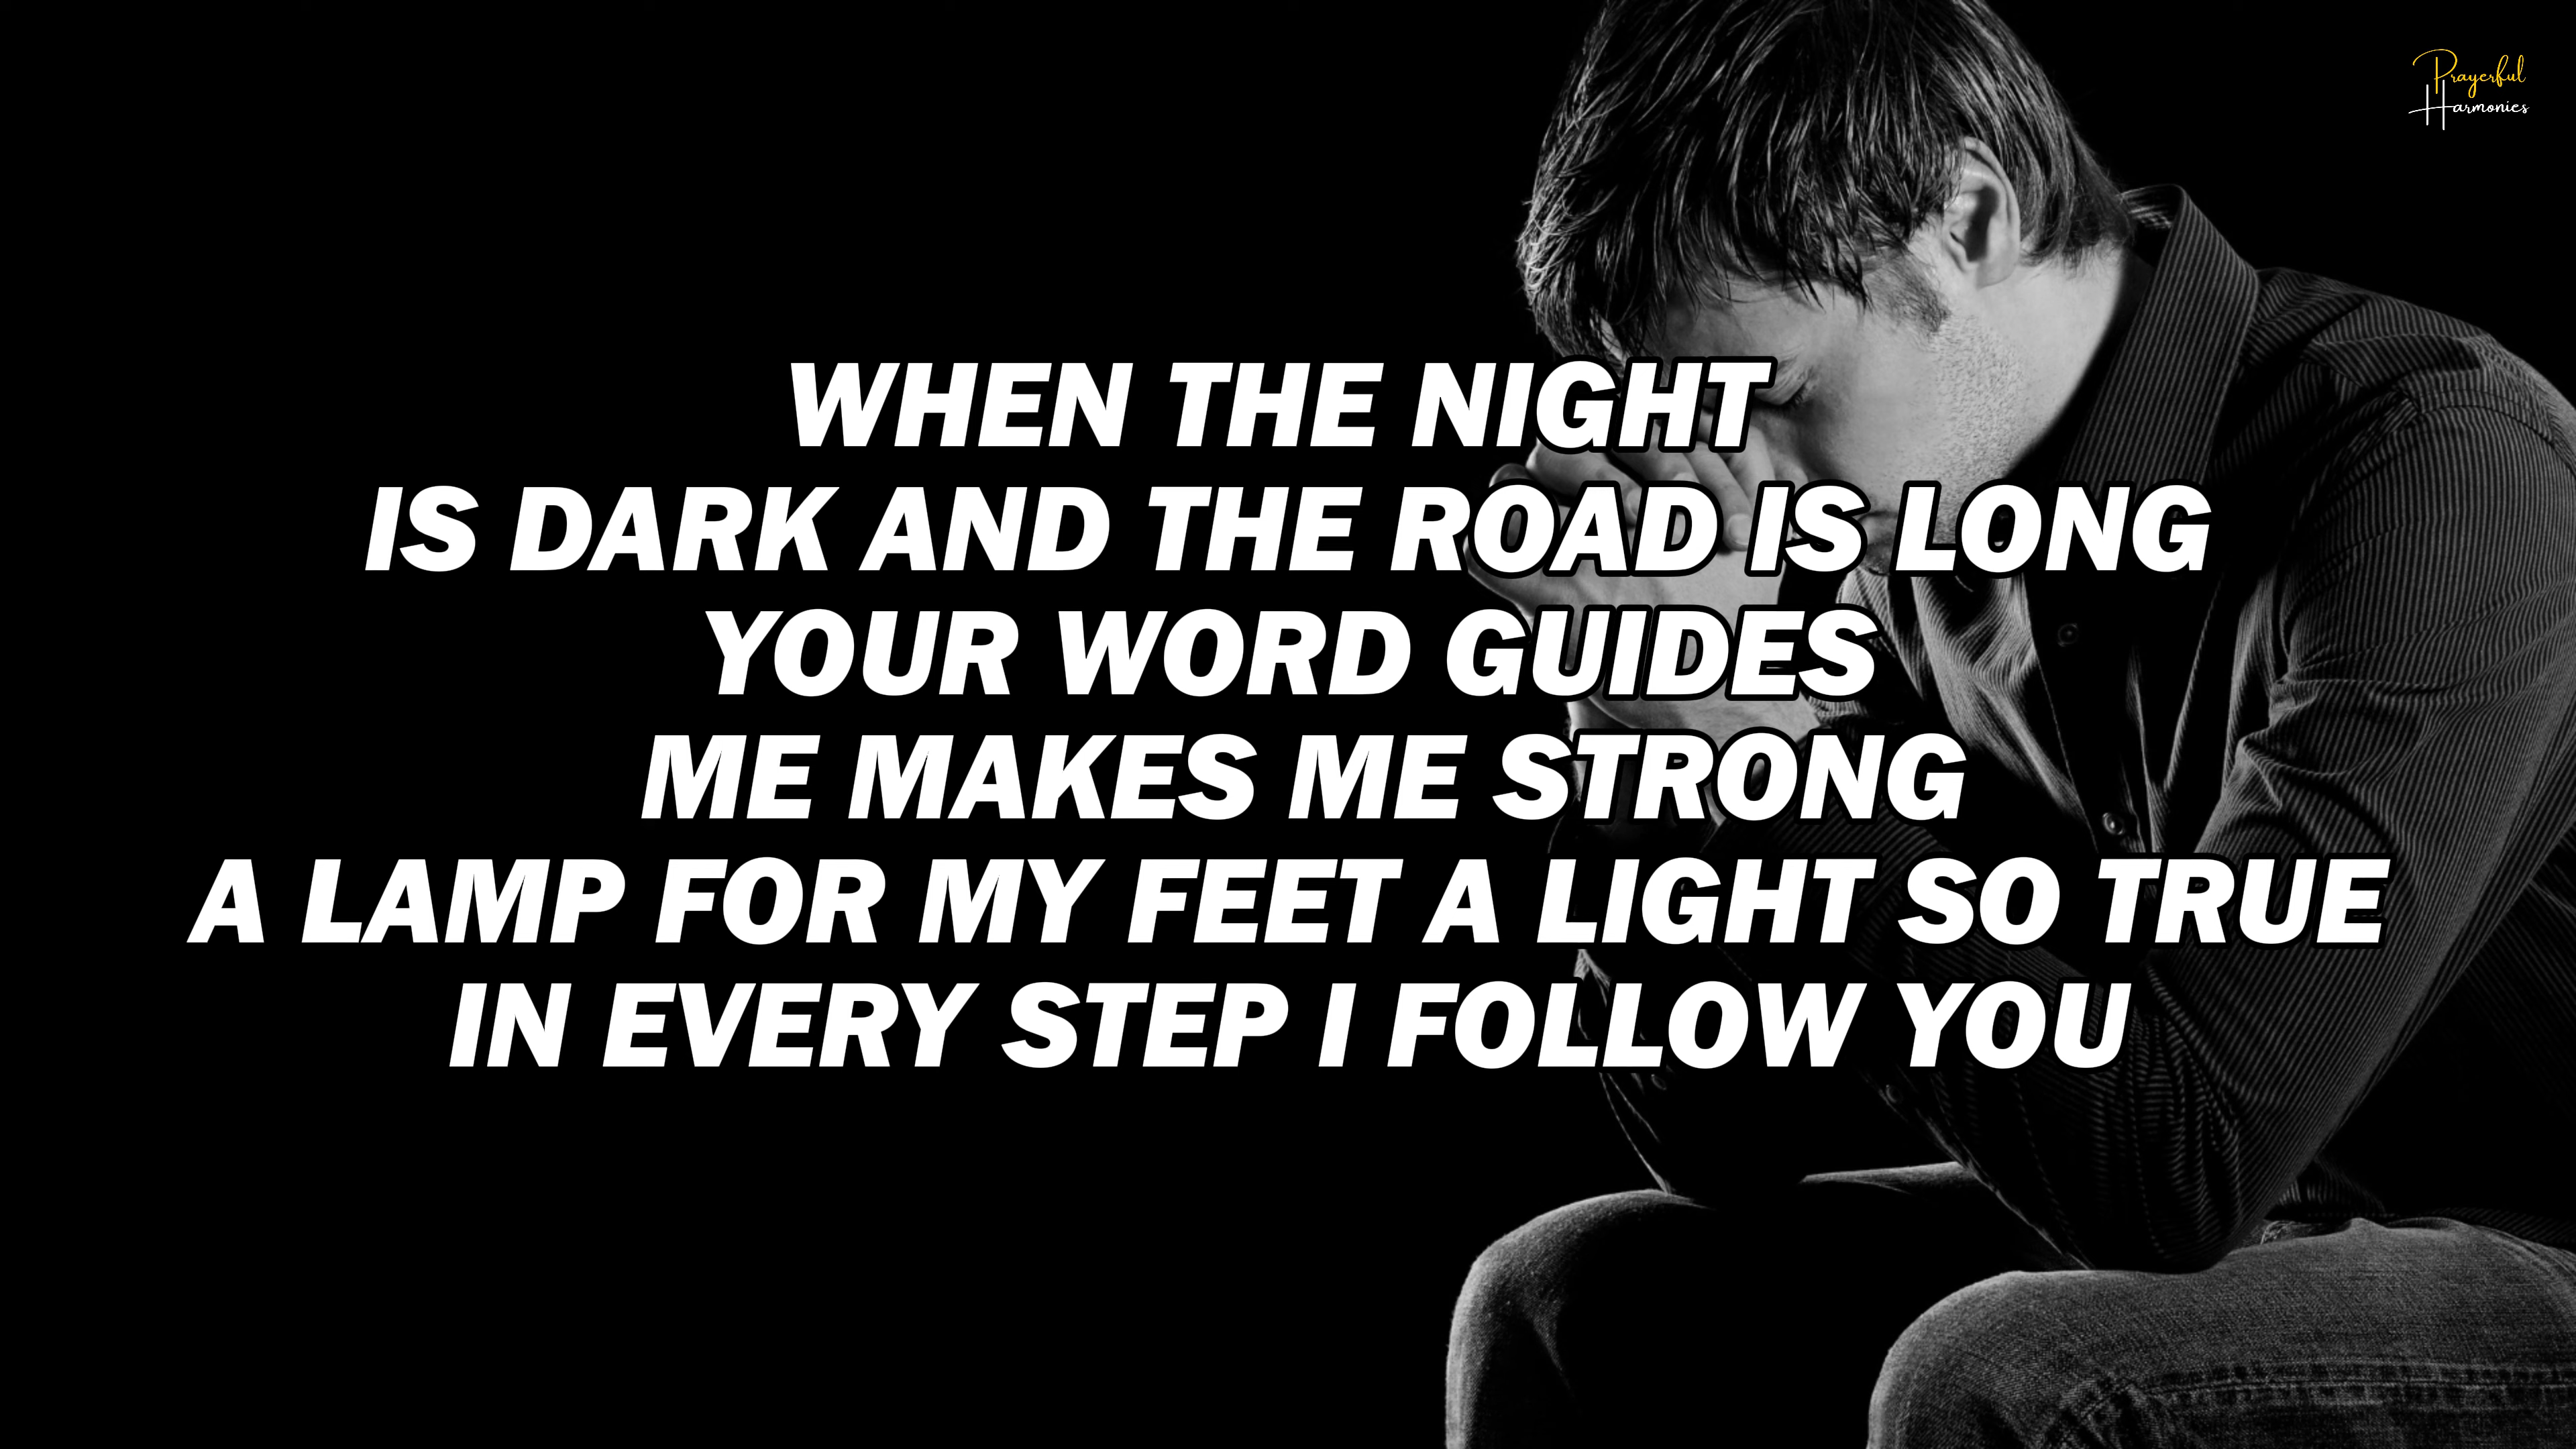 Prayerful
Harmonies
WHEN THE NIGHT
IS DARK AND THE ROAD IS LONG
YOUR WORD GUIDES
ME MAKES ME STRONG
A LAMP FOR MY FEET A LIGHT SO TRUE
IN EVERY STEP I FOLLOW YOU